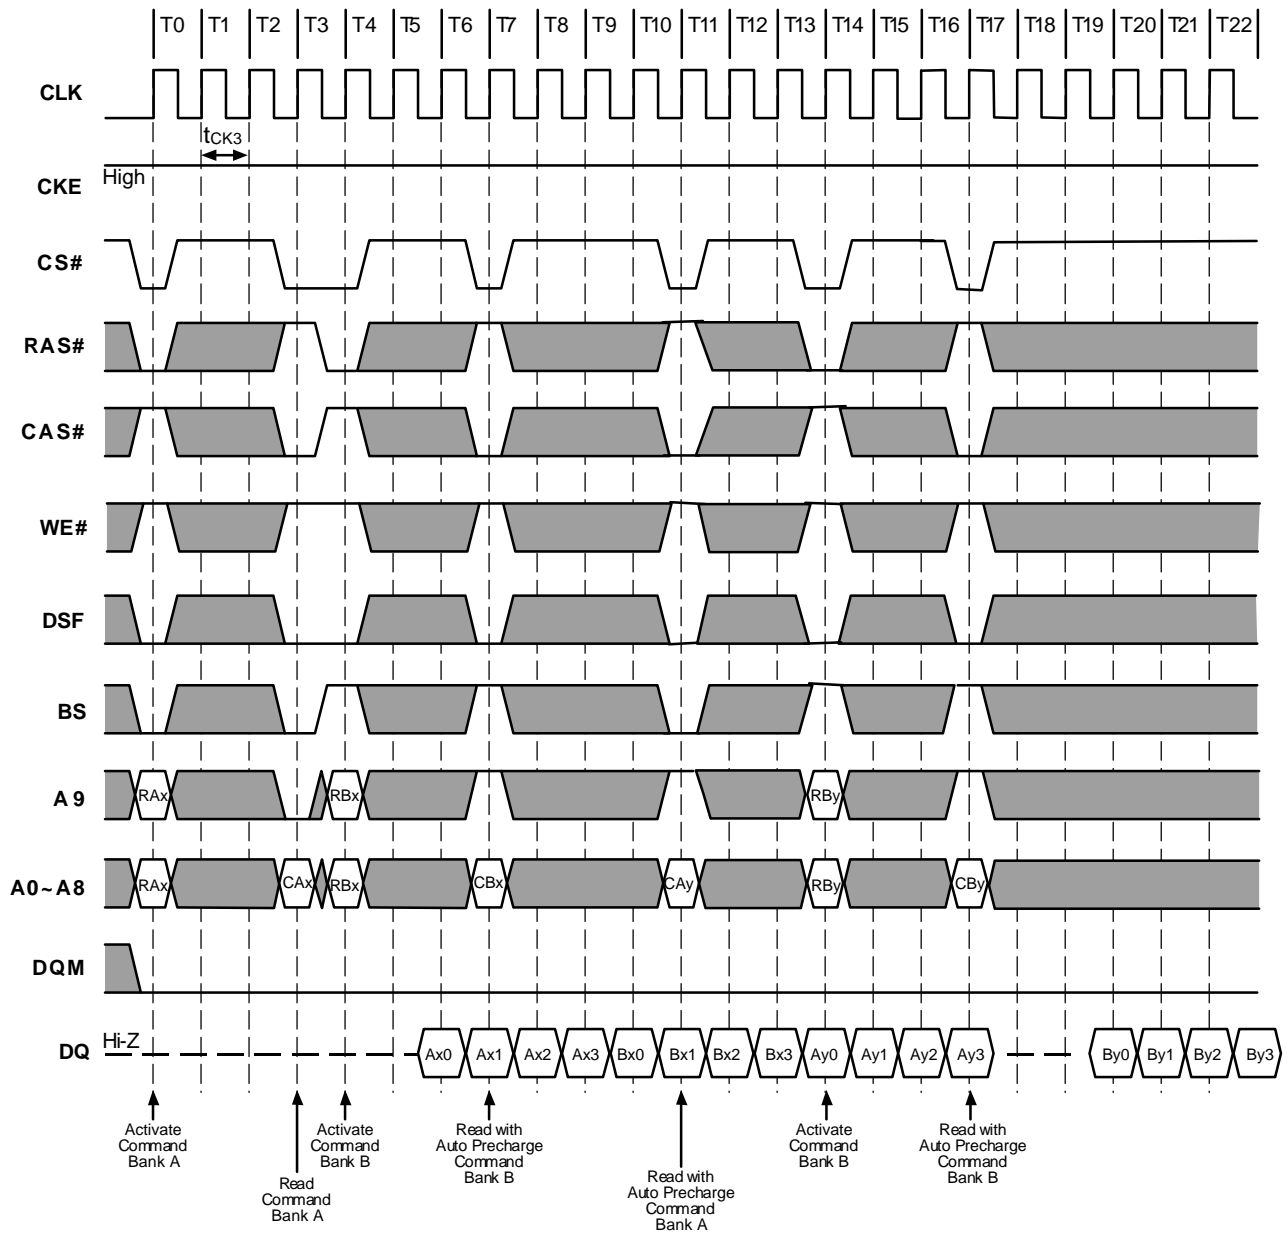 T0 T1 T2 T3 T4 T5 T6 T7 T8 T9 T10 T11 T12 T13 T14 T15 T16 T17 T18 T19 T20 T21 T22
CLK
tCK3
High
CKE
CS#
RAS#
CAS#
WE#
DSF
BS
A9 RAx RBx RBy
A0~A8 RAx CAx RBx CBx CAy RBy CBy
DQM
Hi-Z
DQ Ax0 Ax1 Ax2 Ax3 Bx0 Bx1 Bx2 Bx3 Ay0 Ay1 Ay2 Ay3 By0 By1 By2 By3
Activate
Command
Bank A
Read
Command
Bank A
Activate
Command
Bank B
Read with
Auto Precharge
Command
Bank B
Read with
Auto Precharge
Command
Bank A
Activate
Command
Bank B
Read with
Auto Precharge
Command
Bank B